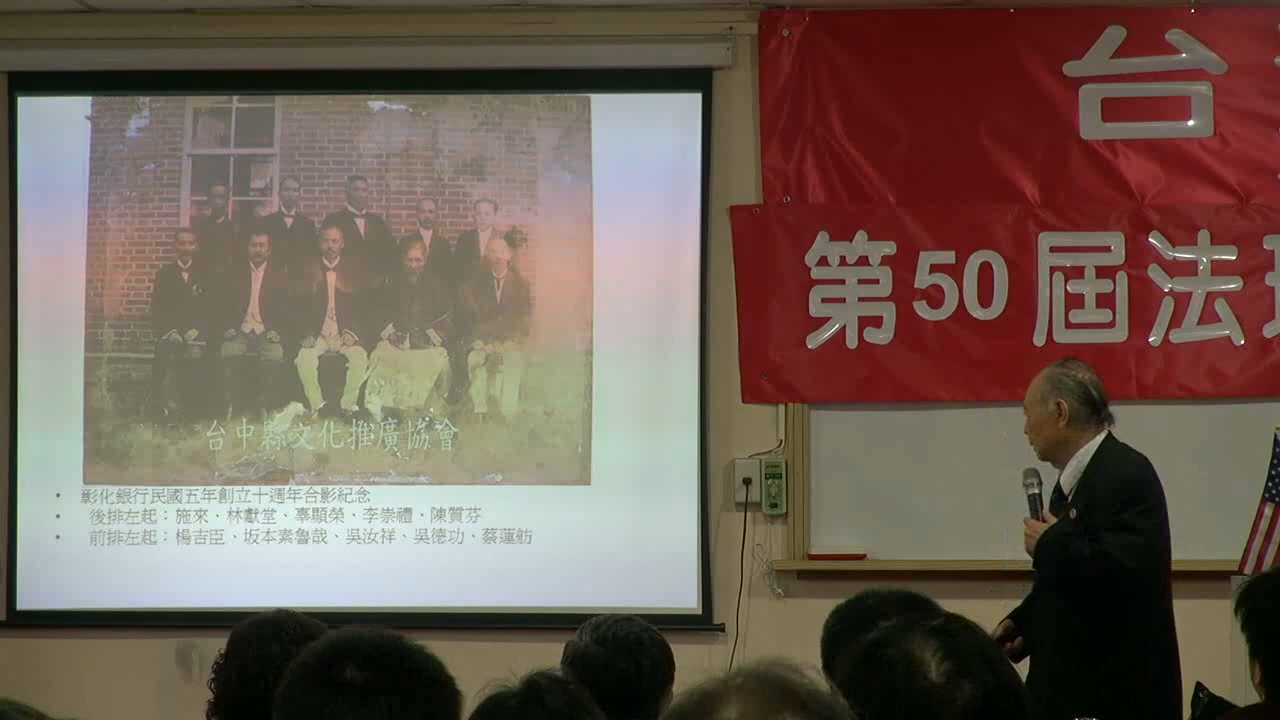 台
第50屆法
台中縣文化推廣協會
• 彰化銀行民國五年創立十週年合影紀念
• 後排左起：施來、林獻堂、辜顯榮、李崇禮、陳質芬
• 前排左起：楊吉臣、坂本素魯哉、吳汝祥、吳德功、蔡蓮舫